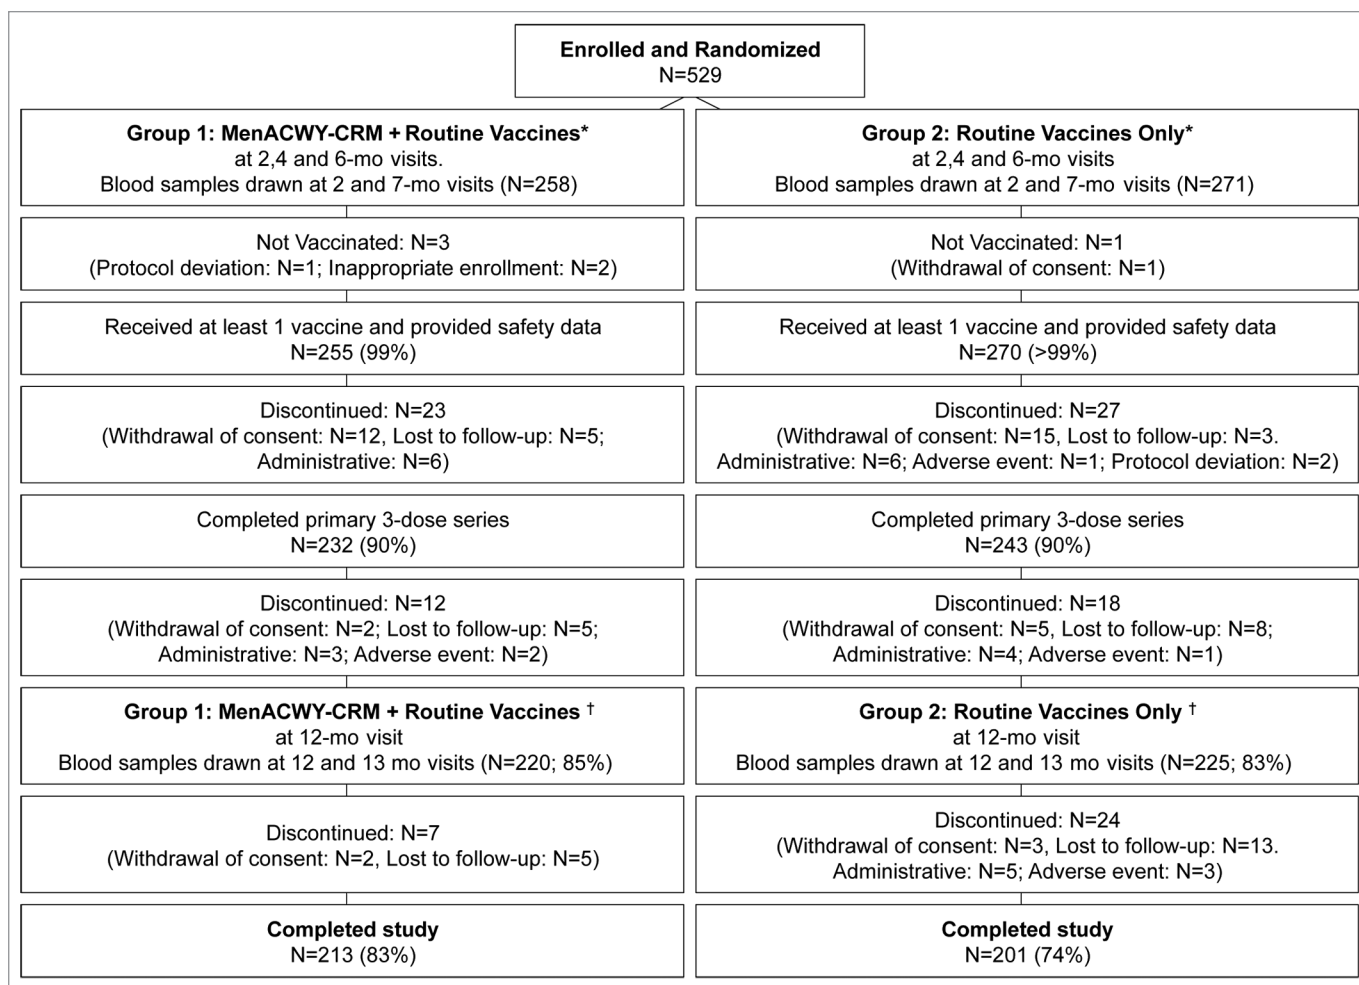 Enrolled and Randomized
N=529
Group 1: MenACWY-CRM + Routine Vaccines*
at 2,4 and 6-mo visits.
Blood samples drawn at 2 and 7-mo visits (N=258)
Not Vaccinated: N=3
(Protocol deviation: N=1; Inappropriate enrollment: N=2)
Received at least 1 vaccine and provided safety data
N=255 (99%)
Discontinued: N=23
(Withdrawal of consent: N=12, Lost to follow-up: N=5;
Administrative: N=6)
Completed primary 3-dose series
N=232 (90%)
Discontinued: N=12
(Withdrawal of consent: N=2; Lost to follow-up: N=5;
Administrative: N=3; Adverse event: N=2)
Group 1: MenACWY-CRM + Routine Vaccines †
at 12-mo visit
Blood samples drawn at 12 and 13 mo visits (N=220; 85%)
Discontinued: N=7
(Withdrawal of consent: N=2, Lost to follow-up: N=5)
Completed study
N=213 (83%)
Group 2: Routine Vaccines Only*
at 2,4 and 6-mo visits
Blood samples drawn at 2 and 7-mo visits (N=271)
Not Vaccinated: N=1
(Withdrawal of consent: N=1)
Received at least 1 vaccine and provided safety data
N=270 (>99%)
Discontinued: N=27
(Withdrawal of consent: N=15, Lost to follow-up: N=3.
Administrative: N=6; Adverse event: N=1; Protocol deviation: N=2)
Completed primary 3-dose series
N=243 (90%)
Discontinued: N=18
(Withdrawal of consent: N=5, Lost to follow-up: N=8;
Administrative: N=4; Adverse event: N=1)
Group 2: Routine Vaccines Only †
at 12-mo visit
Blood samples drawn at 12 and 13 mo visits (N=225; 83%)
Discontinued: N=24
(Withdrawal of consent: N=3, Lost to follow-up: N=13.
Administrative: N=5; Adverse event: N=3)
Completed study
N=201 (74%)